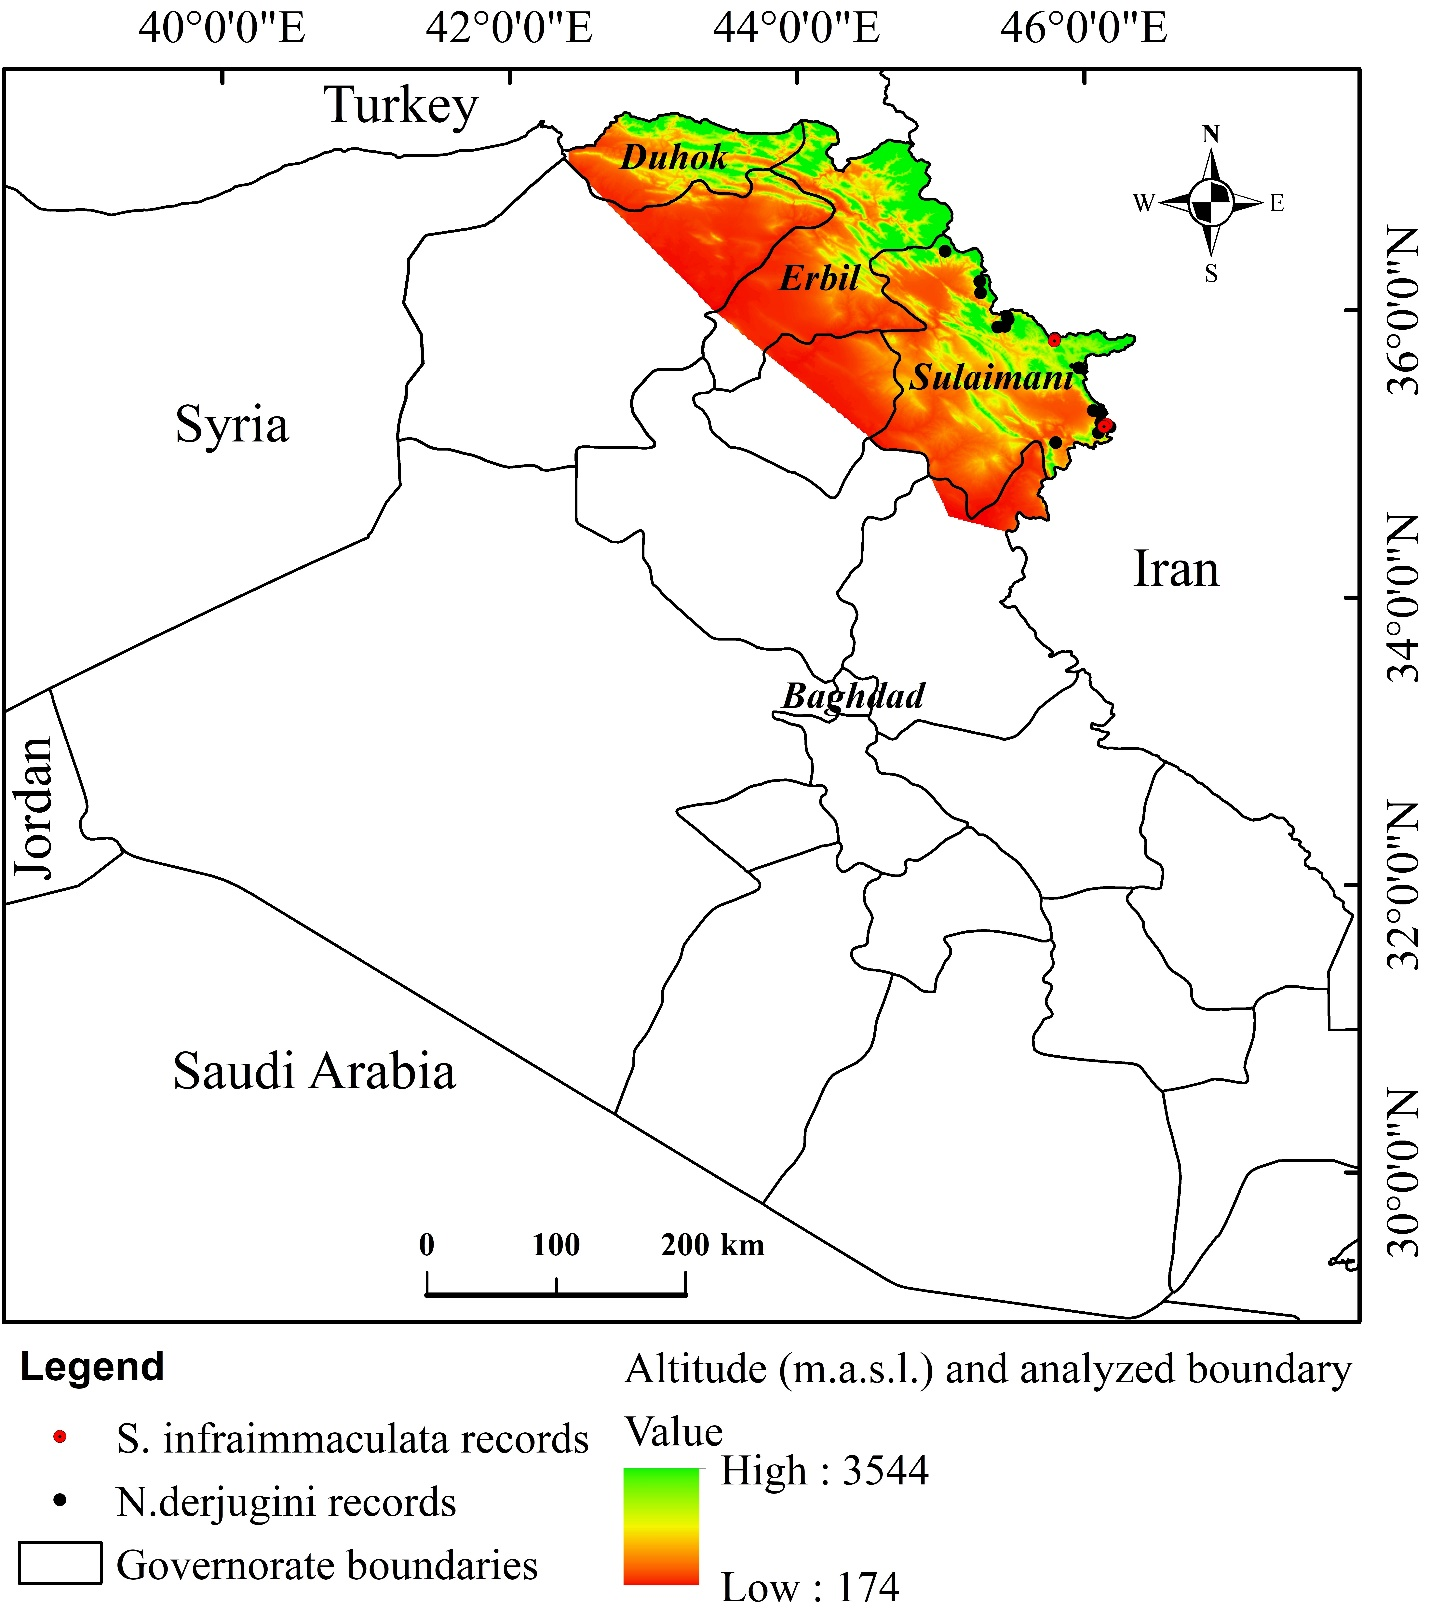 40°0'0"E 42°0'0"E 44°0'0"E 46°0'0"E
Turkey
N
W E
S
Duhok
Erbil
Sulaimani
36°0'0"N
Syria
Iran
34°0'0"N
Baghdad
Jordan
32°0'0"N
Saudi Arabia
30°0'0"N
0 100 200 km
Legend
S. infraimmaculata records
N.derjugini records
Governorate boundaries
Altitude (m.a.s.l.) and analyzed boundary
Value
High : 3544
Low : 174